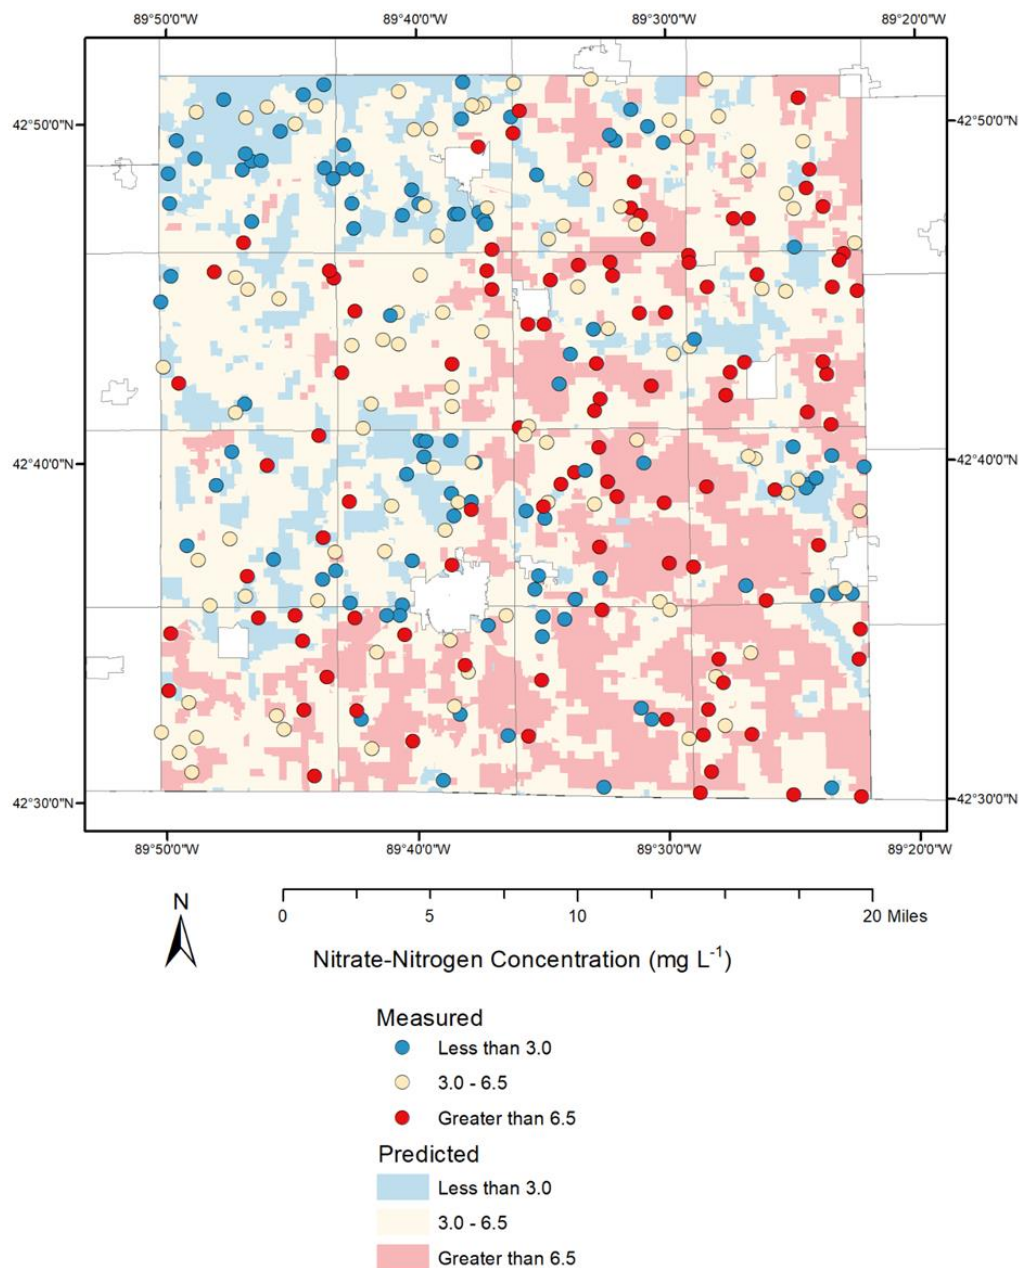 89°50'0"W 89°40'0"W 89°30'0"W 89°20'0"W
42°50'0"N 42°50'0"N
42°40'0"N 42°40'0"N
42°30'0"N 42°30'0"N
89°50'0"W 89°40'0"W 89°30'0"W 89°20'0"W
N
0 5 10 20 Miles
Nitrate-Nitrogen Concentration (mg L⁻¹)
Measured
Less than 3.0
3.0 - 6.5
Greater than 6.5
Predicted
Less than 3.0
3.0 - 6.5
Greater than 6.5